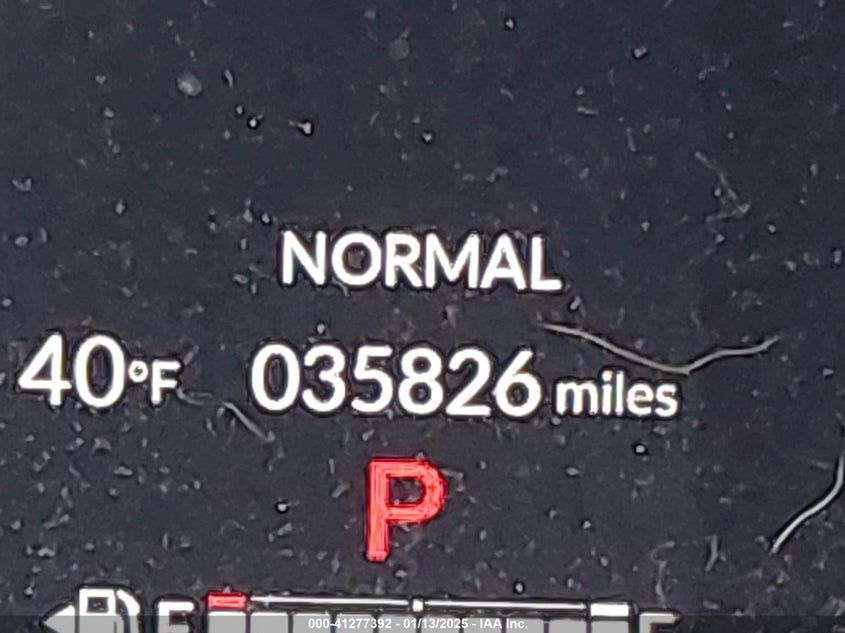 NORMAL
40°F 035826 miles
P
E F
000-41277392 - 01/13/2025 - IAA Inc.